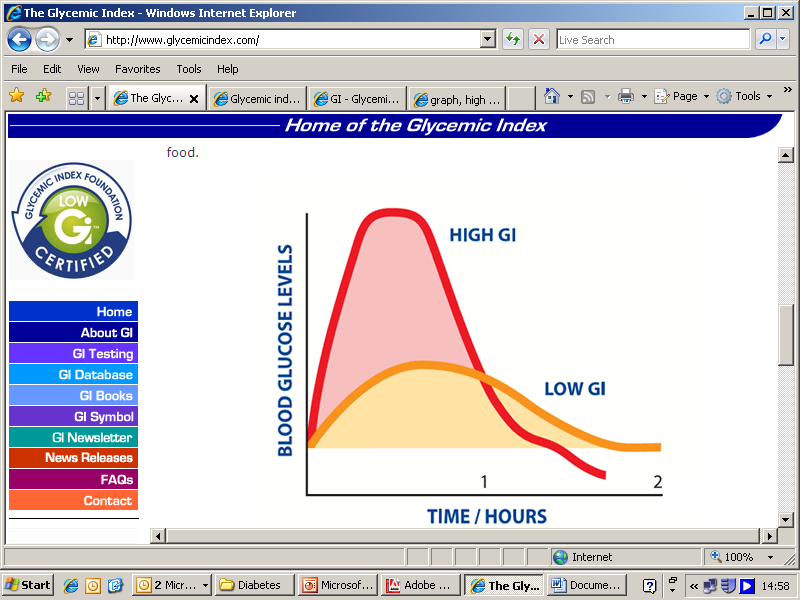 The Glycemic Index - Windows Internet Explorer
http://www.glycemicindex.com/
Live Search
File Edit View Favorites Tools Help
The Glyc... Glycemic ind... GI - Glycemi... graph, high ... Page Tools
Home of the Glycemic Index
food.
GLYCEMIC INDEX FOUNDATION
LOW
Gi
TM
CERTIFIED
Home
About GI
GI Testing
GI Database
GI Books
GI Symbol
GI Newsletter
News Releases
FAQs
Contact
BLOOD GLUCOSE LEVELS
HIGH GI
LOW GI
1 2
TIME / HOURS
Internet 100%
Start 2 Micr... Diabetes Microsof... Adobe ... The Gly... Docume... 14:58